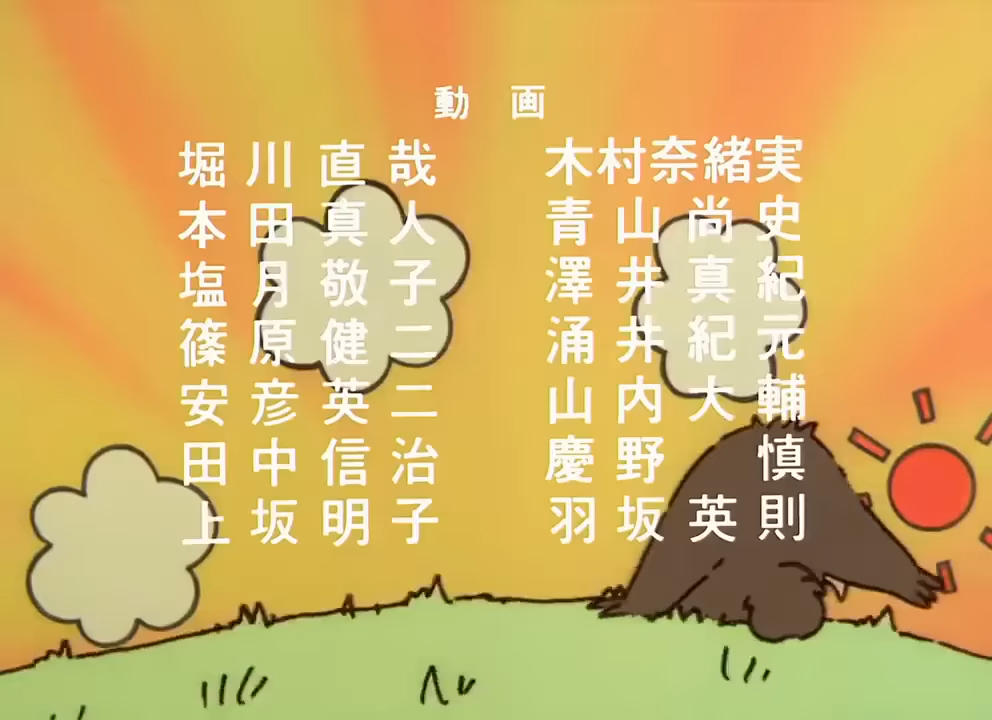 動画
堀川直哉
本田真人
塩月敬子
篠原健二
安彦英二
田中信治
上坂明子
木村奈緒実
青山尚史
澤井真紀
涌井紀元
山内大輔
慶野 慎
羽坂英則